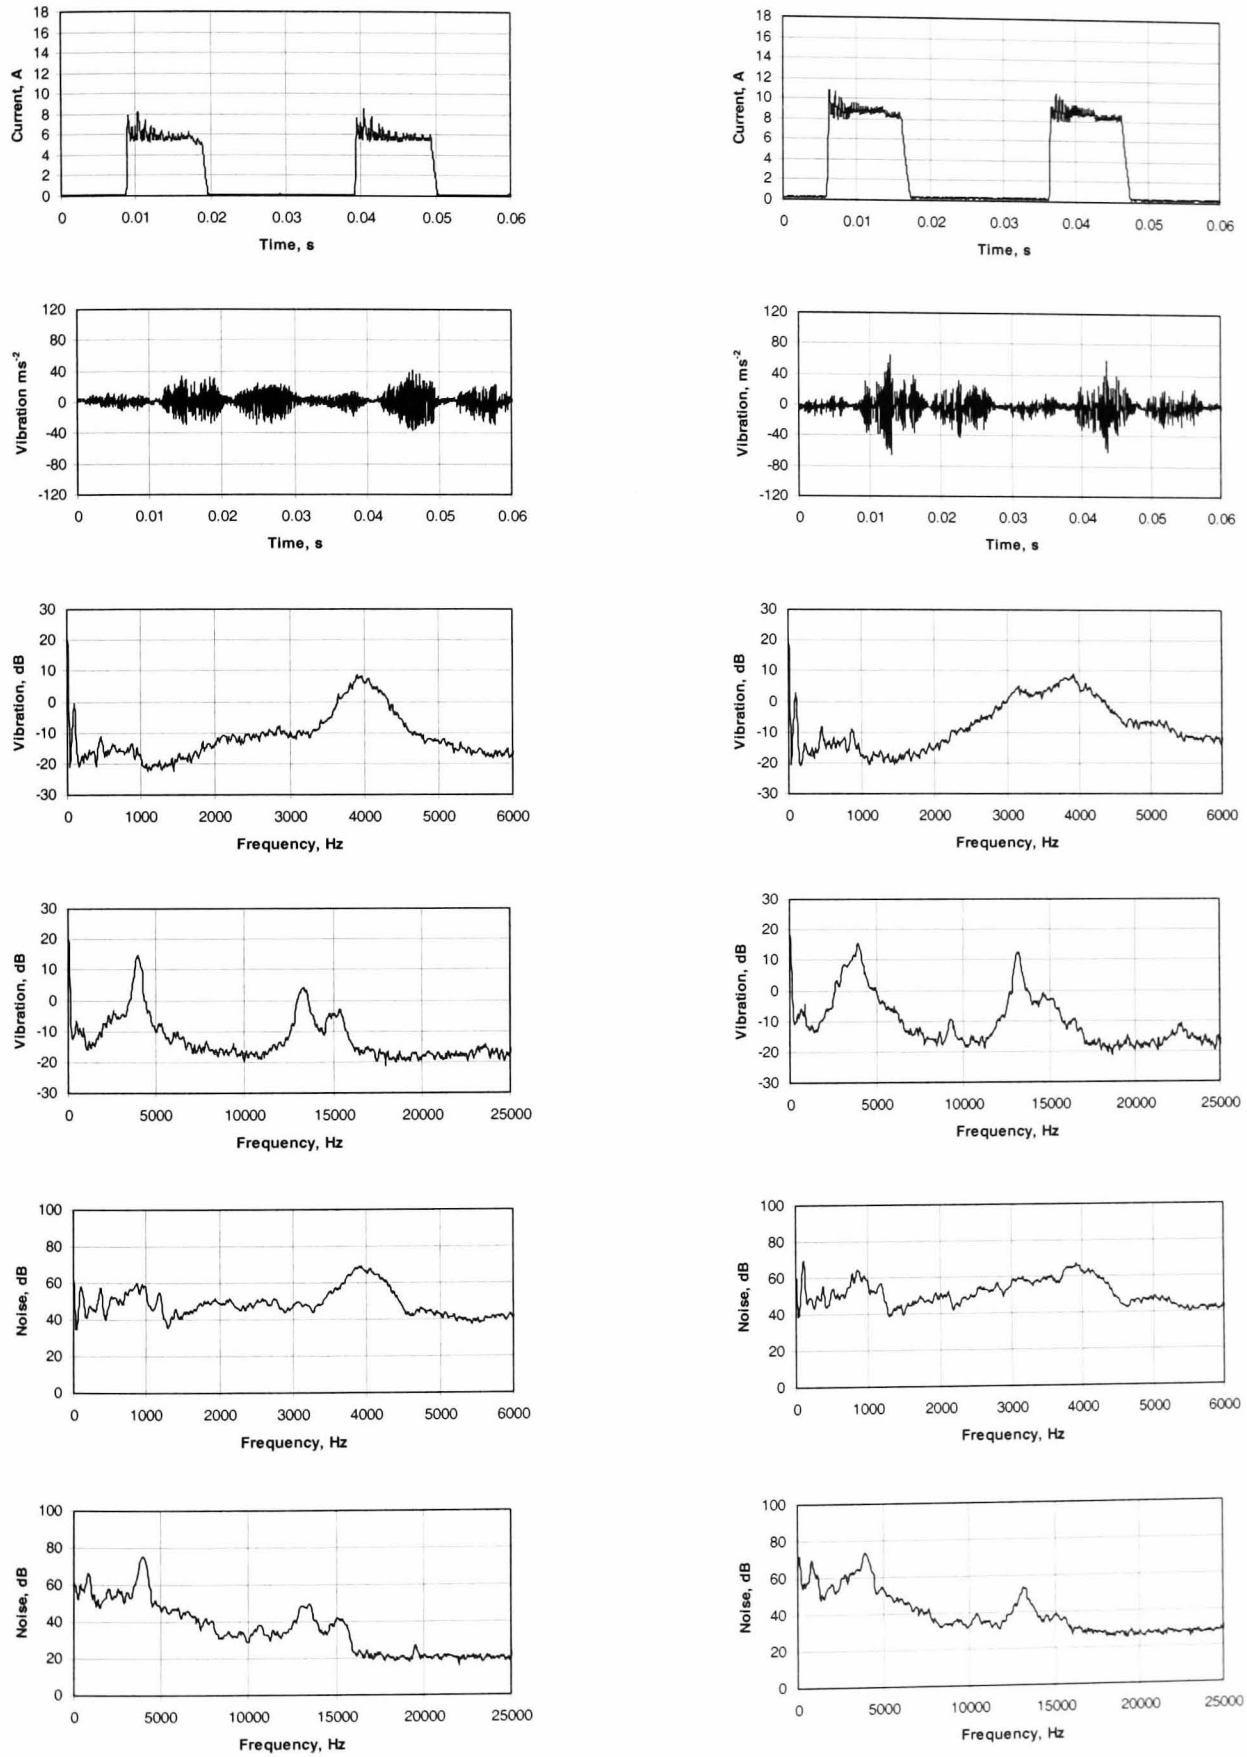 Current, A
18
16
14
12
10
8
6
4
2
0
0 0.01 0.02 0.03 0.04 0.05 0.06
Time, s
Current, A
18
16
14
12
10
8
6
4
2
0
0 0.01 0.02 0.03 0.04 0.05 0.06
Time, s
Vibration ms-2
120
80
40
0
-40
-80
-120
0 0.01 0.02 0.03 0.04 0.05 0.06
Time, s
Vibration, ms-2
120
80
40
0
-40
-80
-120
0 0.01 0.02 0.03 0.04 0.05 0.06
Time, s
Vibration, dB
30
20
10
0
-10
-20
-30
0 1000 2000 3000 4000 5000 6000
Frequency, Hz
Vibration, dB
30
20
10
0
-10
-20
-30
0 1000 2000 3000 4000 5000 6000
Frequency, Hz
Vibration, dB
30
20
10
0
-10
-20
-30
0 5000 10000 15000 20000 25000
Frequency, Hz
Vibration, dB
30
20
10
0
-10
-20
-30
0 5000 10000 15000 20000 25000
Frequency, Hz
Noise, dB
100
80
60
40
20
0
0 1000 2000 3000 4000 5000 6000
Frequency, Hz
Noise, dB
100
80
60
40
20
0
0 1000 2000 3000 4000 5000 6000
Frequency, Hz
Noise, dB
100
80
60
40
20
0
0 5000 10000 15000 20000 25000
Frequency, Hz
Noise, dB
100
80
60
40
20
0
0 5000 10000 15000 20000 25000
Frequency, Hz